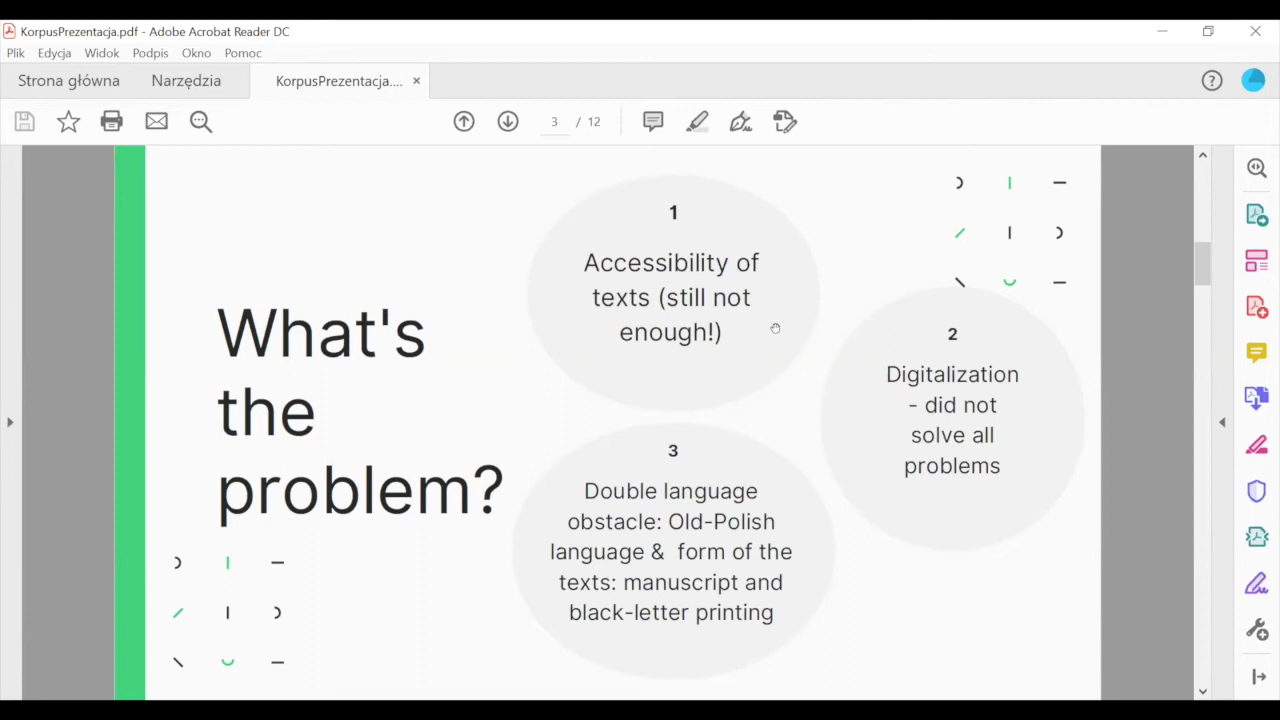 KorpusPrezentacja.pdf - Adobe Acrobat Reader DC
Plik Edycja Widok Podpis Okno Pomoc
Strona główna Narzędzia KorpusPrezentacja....
3 / 12
What's
the
problem?
1
Accessibility of
texts (still not
enough!)
2
Digitalization
- did not
solve all
problems
3
Double language
obstacle: Old-Polish
language & form of the
texts: manuscript and
black-letter printing